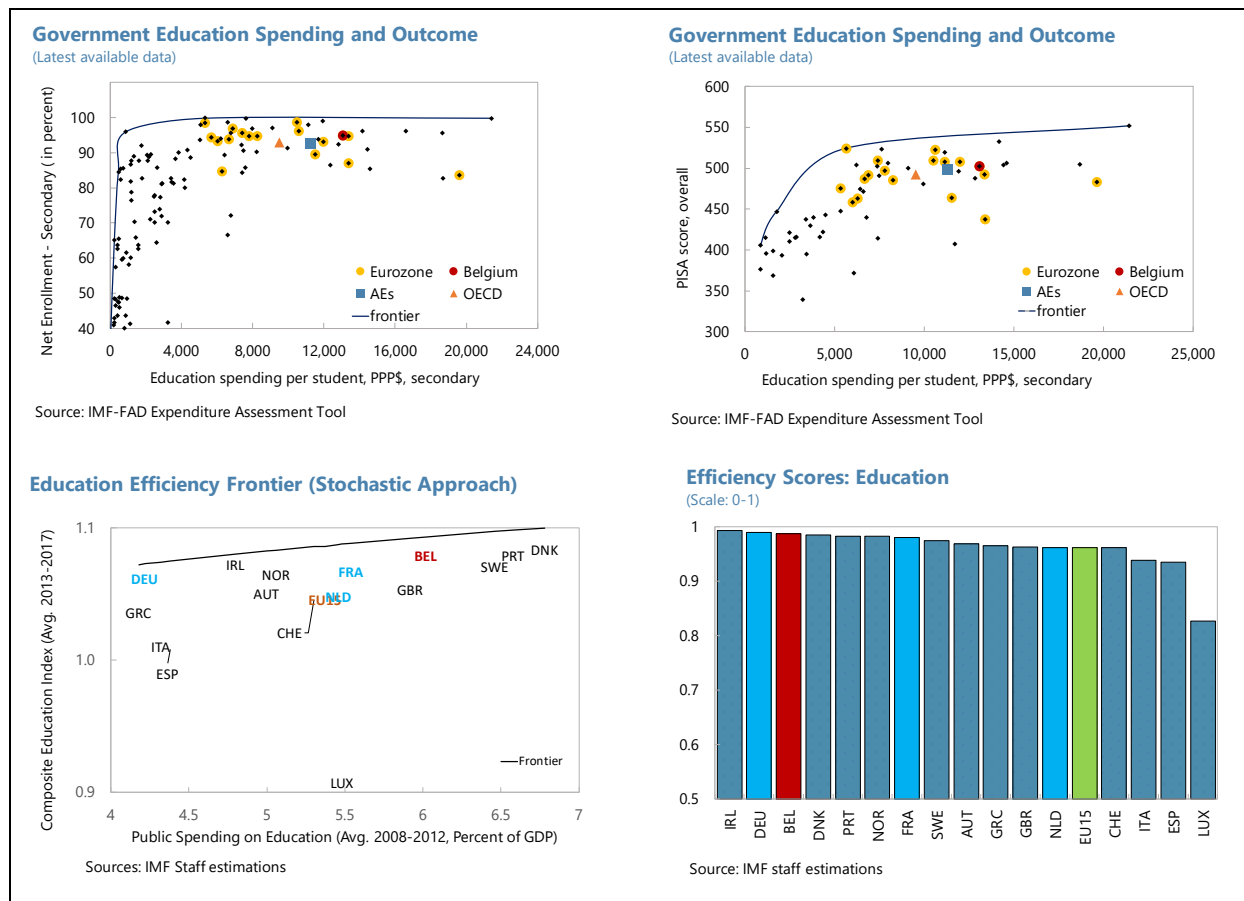 Government Education Spending and Outcome
(Latest available data)
Net Enrollment - Secondary (in percent)
100
90
80
70
60
50
40
0
4,000
8,000
12,000
16,000
20,000
24,000
Eurozone
Belgium
AEs
OECD
frontier
Education spending per student, PPP$, secondary
Source: IMF-FAD Expenditure Assessment Tool
Government Education Spending and Outcome
(Latest available data)
PISA score, overall
600
550
500
450
400
350
300
0
5,000
10,000
15,000
20,000
25,000
Eurozone
Belgium
AEs
OECD
frontier
Education spending per student, PPP$, secondary
Source: IMF-FAD Expenditure Assessment Tool
Education Efficiency Frontier (Stochastic Approach)
Composite Education Index (Avg. 2013-2017)
1.1
1.0
0.9
DEU
GRC
ITA
ESP
IRL
NOR
AUT
CHE
EU15
NLD
FRA
BEL
GBR
SWE
PRT
DNK
LUX
Frontier
4
4.5
5
5.5
6
6.5
7
Public Spending on Education (Avg. 2008-2012, Percent of GDP)
Sources: IMF Staff estimations
Efficiency Scores: Education
(Scale: 0-1)
1
0.9
0.8
0.7
0.6
0.5
IRL
DEU
BEL
DNK
PRT
NOR
FRA
SWE
AUT
GRC
GBR
NLD
EU15
CHE
ITA
ESP
LUX
Source: IMF staff estimations